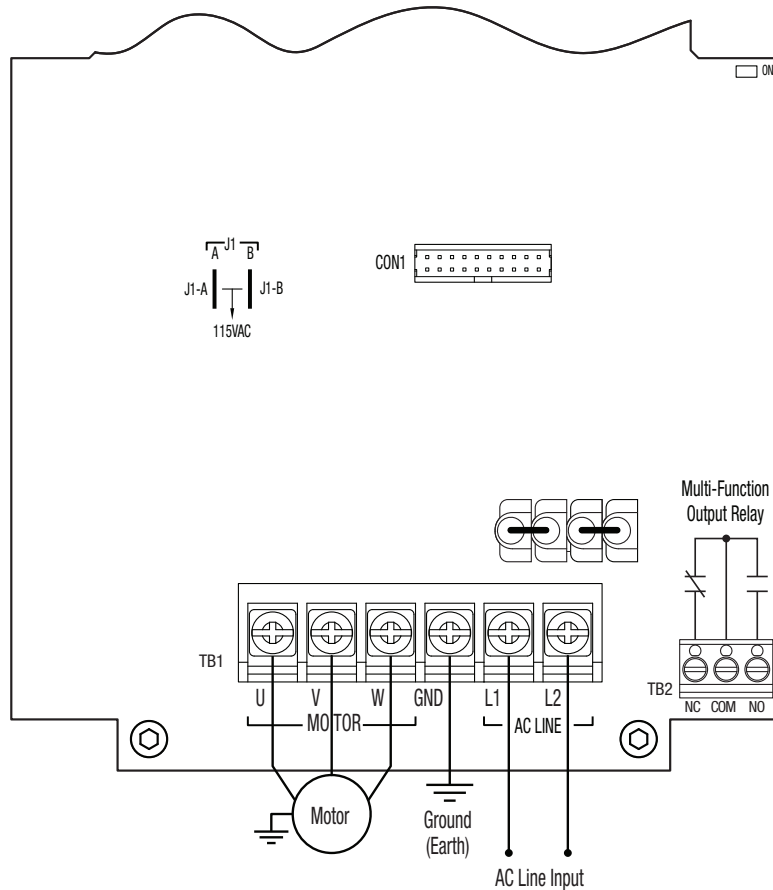 ON
J1
A B
J1-A J1-B
115VAC
CON1
Multi-Function
Output Relay
TB1
U V W GND L1 L2
MOTOR AC LINE
TB2
NC COM NO
Motor
Ground
(Earth)
AC Line Input